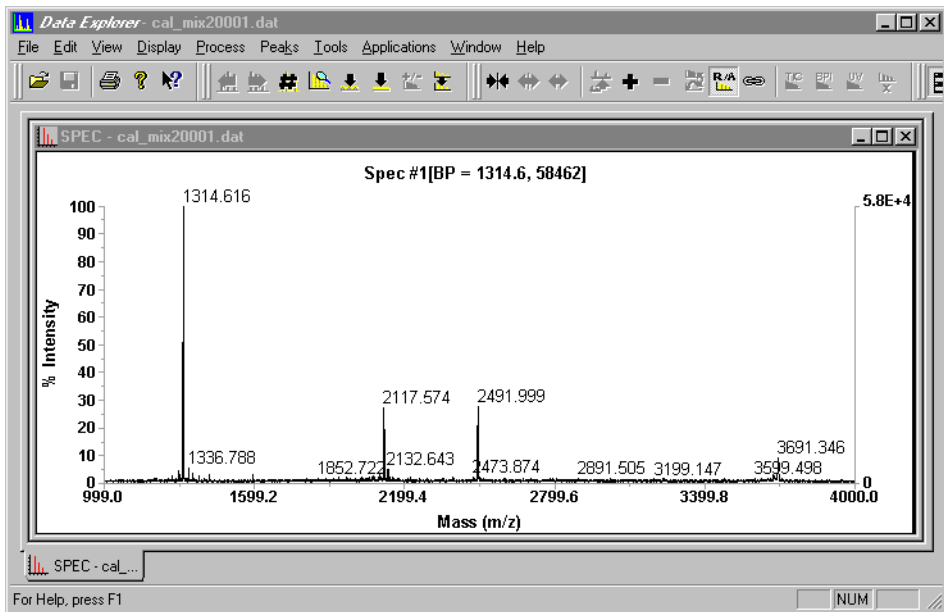 Data Explorer - cal_mix20001.dat
File Edit View Display Process Peaks Tools Applications Window Help
R/A TIC BPI UV
SPEC - cal_mix20001.dat
Spec #1[BP = 1314.6, 58462]
1314.616
100 5.8E+4
90
80
70
60
50
40
30 2117.574 2491.999
20
10 1336.788 1852.722 2132.643 2473.874 2891.505 3199.147 3599.498 3691.346
0 0
999.0 1599.2 2199.4 2799.6 3399.8 4000.0
% Intensity
Mass (m/z)
SPEC - cal_...
For Help, press F1 NUM